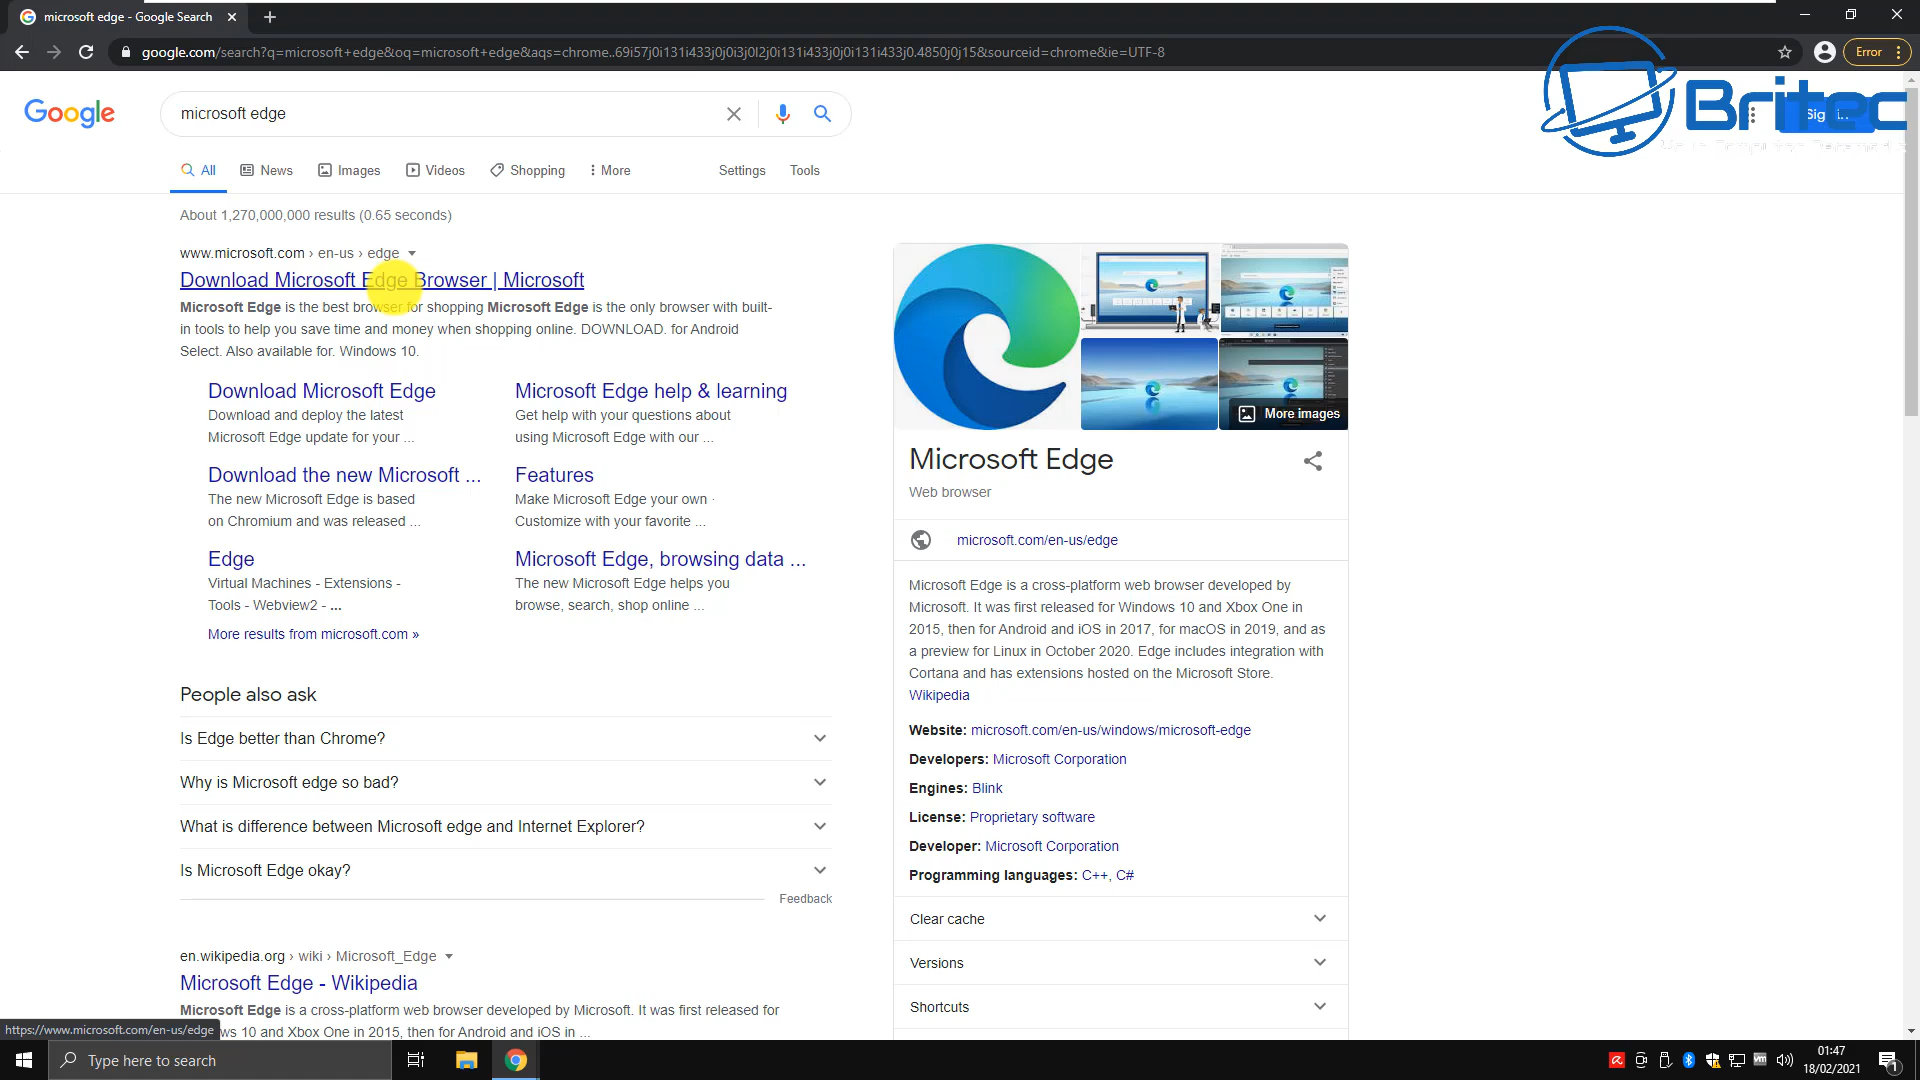 microsoft edge - Google Search
google.com/search?q=microsoft+edge&oq=microsoft+edge&aqs=chrome..69i57j0i131i433j0j0i3j0l2j0i131i433j0j0i131i433j0.4850j0j15&sourceid=chrome&ie=UTF-8
Error
Britec
Google
microsoft edge
All
News
Images
Videos
Shopping
More
Settings
Tools
About 1,270,000,000 results (0.65 seconds)
www.microsoft.com › en-us › edge
Download Microsoft Edge Browser | Microsoft
Microsoft Edge is the best browser for shopping Microsoft Edge is the only browser with built-
in tools to help you save time and money when shopping online. DOWNLOAD. for Android
Select. Also available for. Windows 10.
Download Microsoft Edge
Download and deploy the latest
Microsoft Edge update for your ...
Microsoft Edge help & learning
Get help with your questions about
using Microsoft Edge with our ...
Download the new Microsoft ...
The new Microsoft Edge is based
on Chromium and was released ...
Features
Make Microsoft Edge your own ·
Customize with your favorite ...
Edge
Virtual Machines - Extensions -
Tools - Webview2 - ...
Microsoft Edge, browsing data ...
The new Microsoft Edge helps you
browse, search, shop online ...
More results from microsoft.com »
People also ask
Is Edge better than Chrome?
Why is Microsoft edge so bad?
What is difference between Microsoft edge and Internet Explorer?
Is Microsoft Edge okay?
Feedback
en.wikipedia.org › wiki › Microsoft_Edge
Microsoft Edge - Wikipedia
Microsoft Edge is a cross-platform web browser developed by Microsoft. It was first released for
ws 10 and Xbox One in 2015, then for Android and iOS in ...
https://www.microsoft.com/en-us/edge
More images
Microsoft Edge
Web browser
microsoft.com/en-us/edge
Microsoft Edge is a cross-platform web browser developed by
Microsoft. It was first released for Windows 10 and Xbox One in
2015, then for Android and iOS in 2017, for macOS in 2019, and as
a preview for Linux in October 2020. Edge includes integration with
Cortana and has extensions hosted on the Microsoft Store.
Wikipedia
Website: microsoft.com/en-us/windows/microsoft-edge
Developers: Microsoft Corporation
Engines: Blink
License: Proprietary software
Developer: Microsoft Corporation
Programming languages: C++, C#
Clear cache
Versions
Shortcuts
Type here to search
01:47
18/02/2021
1